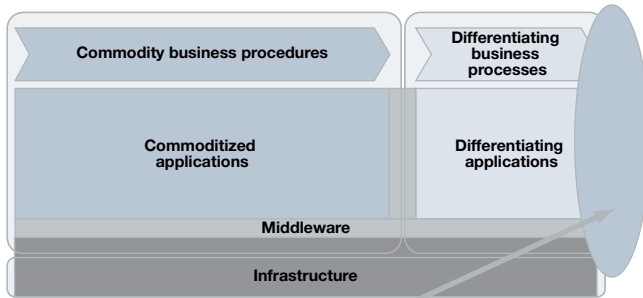 Commodity business procedures
Differentiating
business
processes
Commoditized
applications
Differentiating
applications
Middleware
Infrastructure